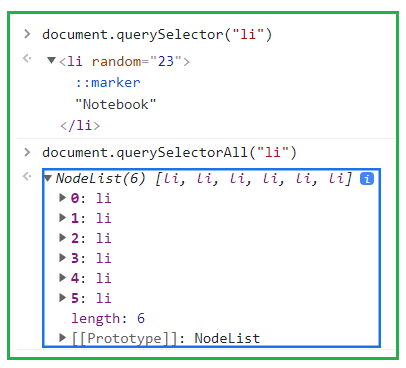 document.querySelector("li")
<li random="23">
::marker
"Notebook"
</li>
document.querySelectorAll("li")
NodeList(6) [li, li, li, li, li, li] i
0: li
1: li
2: li
3: li
4: li
5: li
length: 6
[[Prototype]]: NodeList